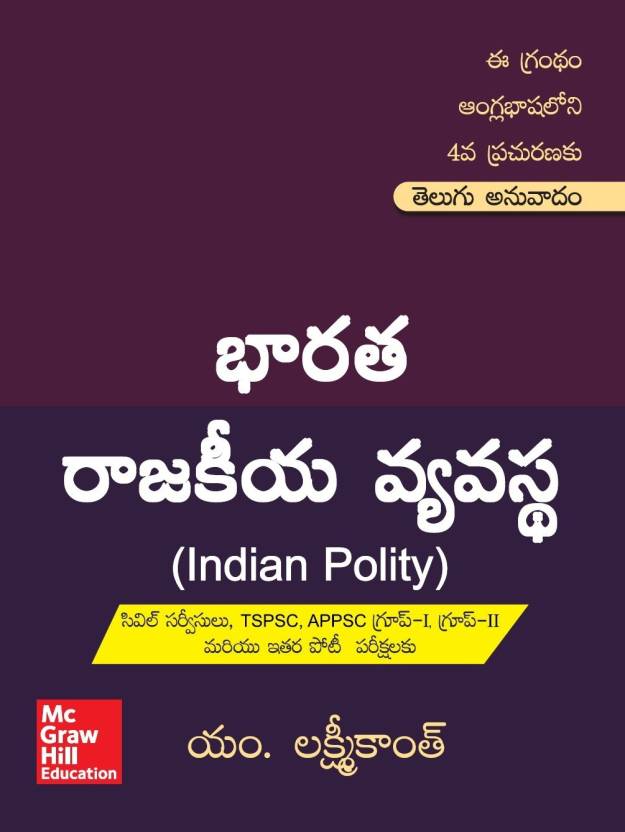 ఈ గ్రంథం
ఆంగ్లభాషలోని
4వ ప్రచురణకు
తెలుగు అనువాదం
భారత
రాజకీయ వ్యవస్థ
(Indian Polity)
సివిల్ సర్వీసులు, TSPSC, APPSC గ్రూప్-I, గ్రూప్-II
మరియు ఇతర పోటీ పరీక్షలకు
Mc
Graw
Hill
Education
యం. లక్ష్మీకాంత్